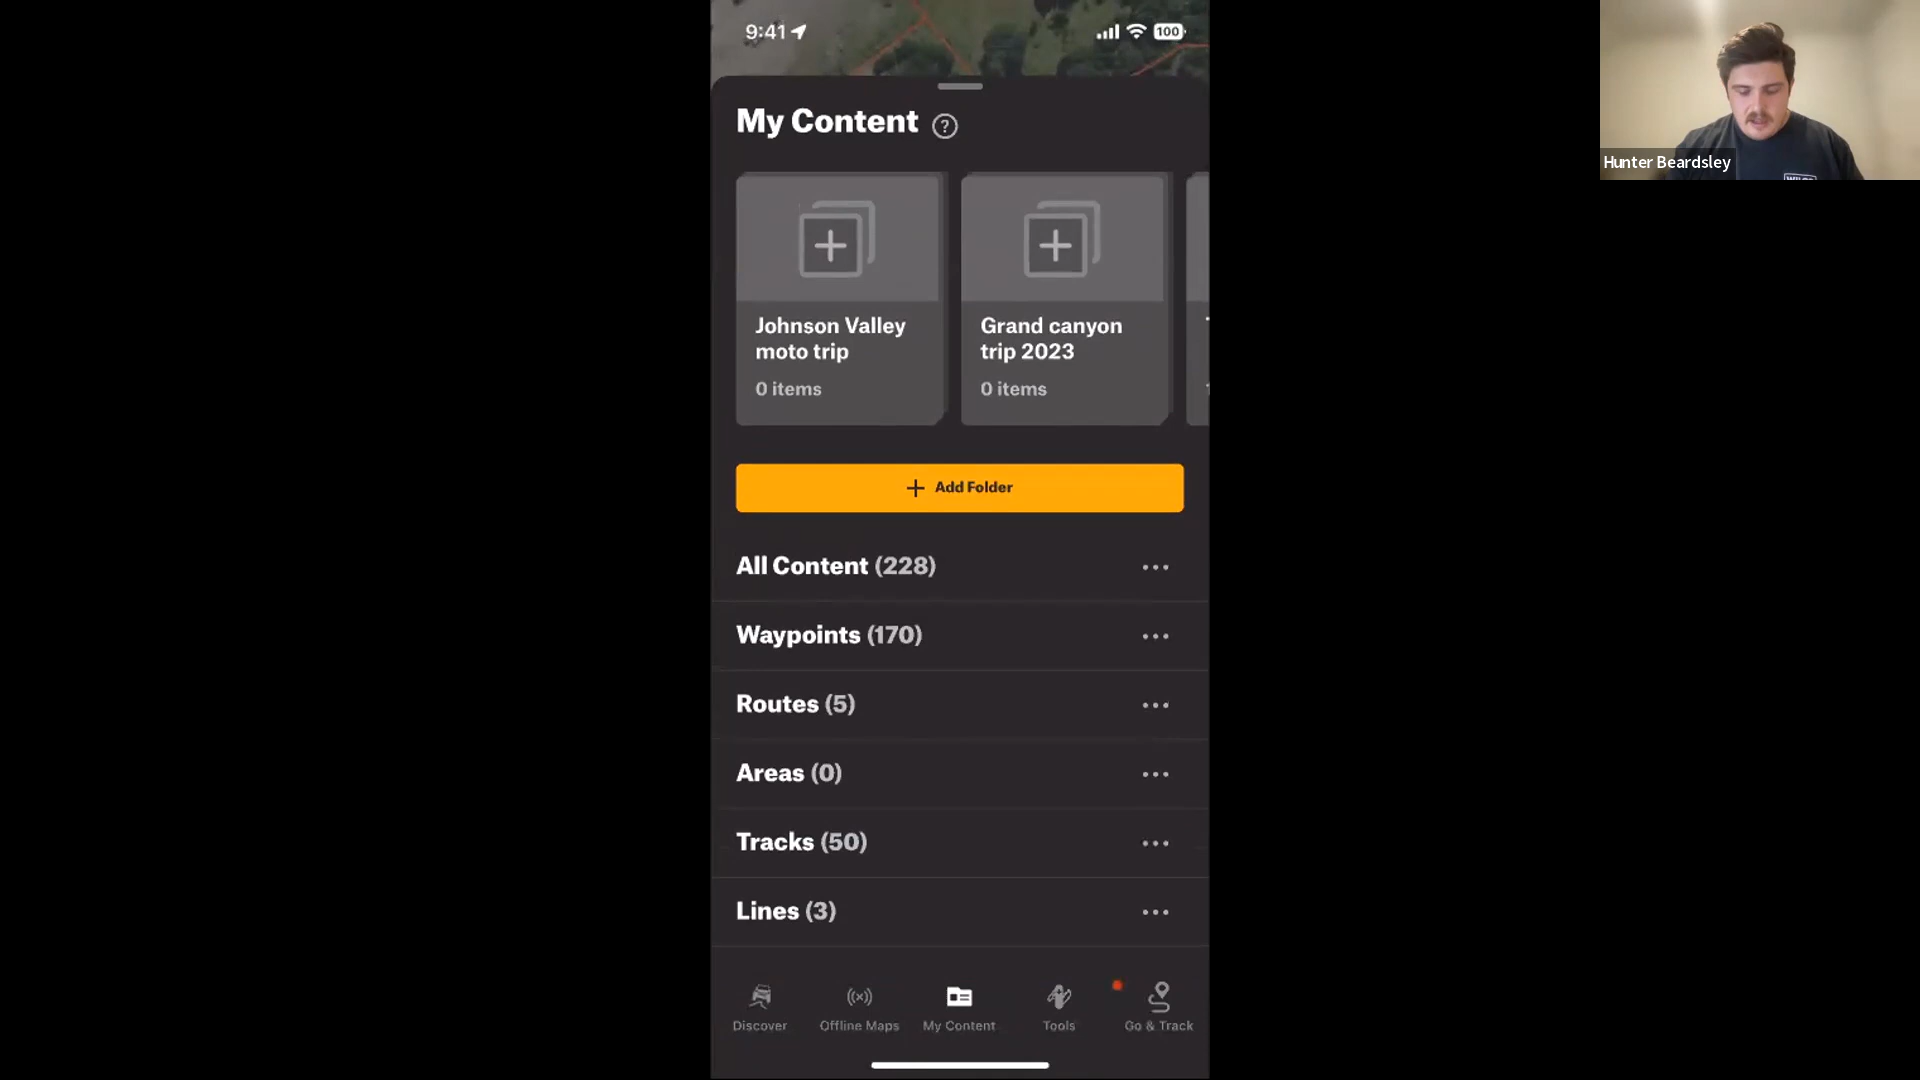 9:41
100
My Content ?
Johnson Valley
moto trip
0 items
Grand canyon
trip 2023
0 items
+ Add Folder
All Content (228)
Waypoints (170)
Routes (5)
Areas (0)
Tracks (50)
Lines (3)
Discover
Offline Maps
My Content
Tools
Go & Track
Hunter Beardsley